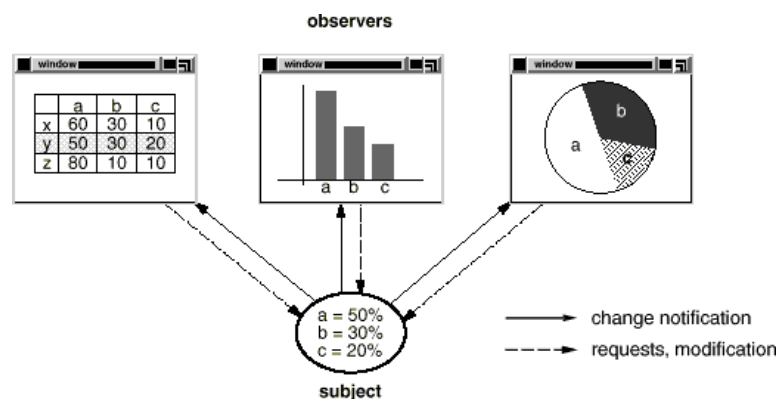 observers
window
window
window
a b c
x 60 30 10
y 50 30 20
z 80 10 10
a b c
a
b
c
a = 50%
b = 30%
c = 20%
subject
change notification
requests, modification